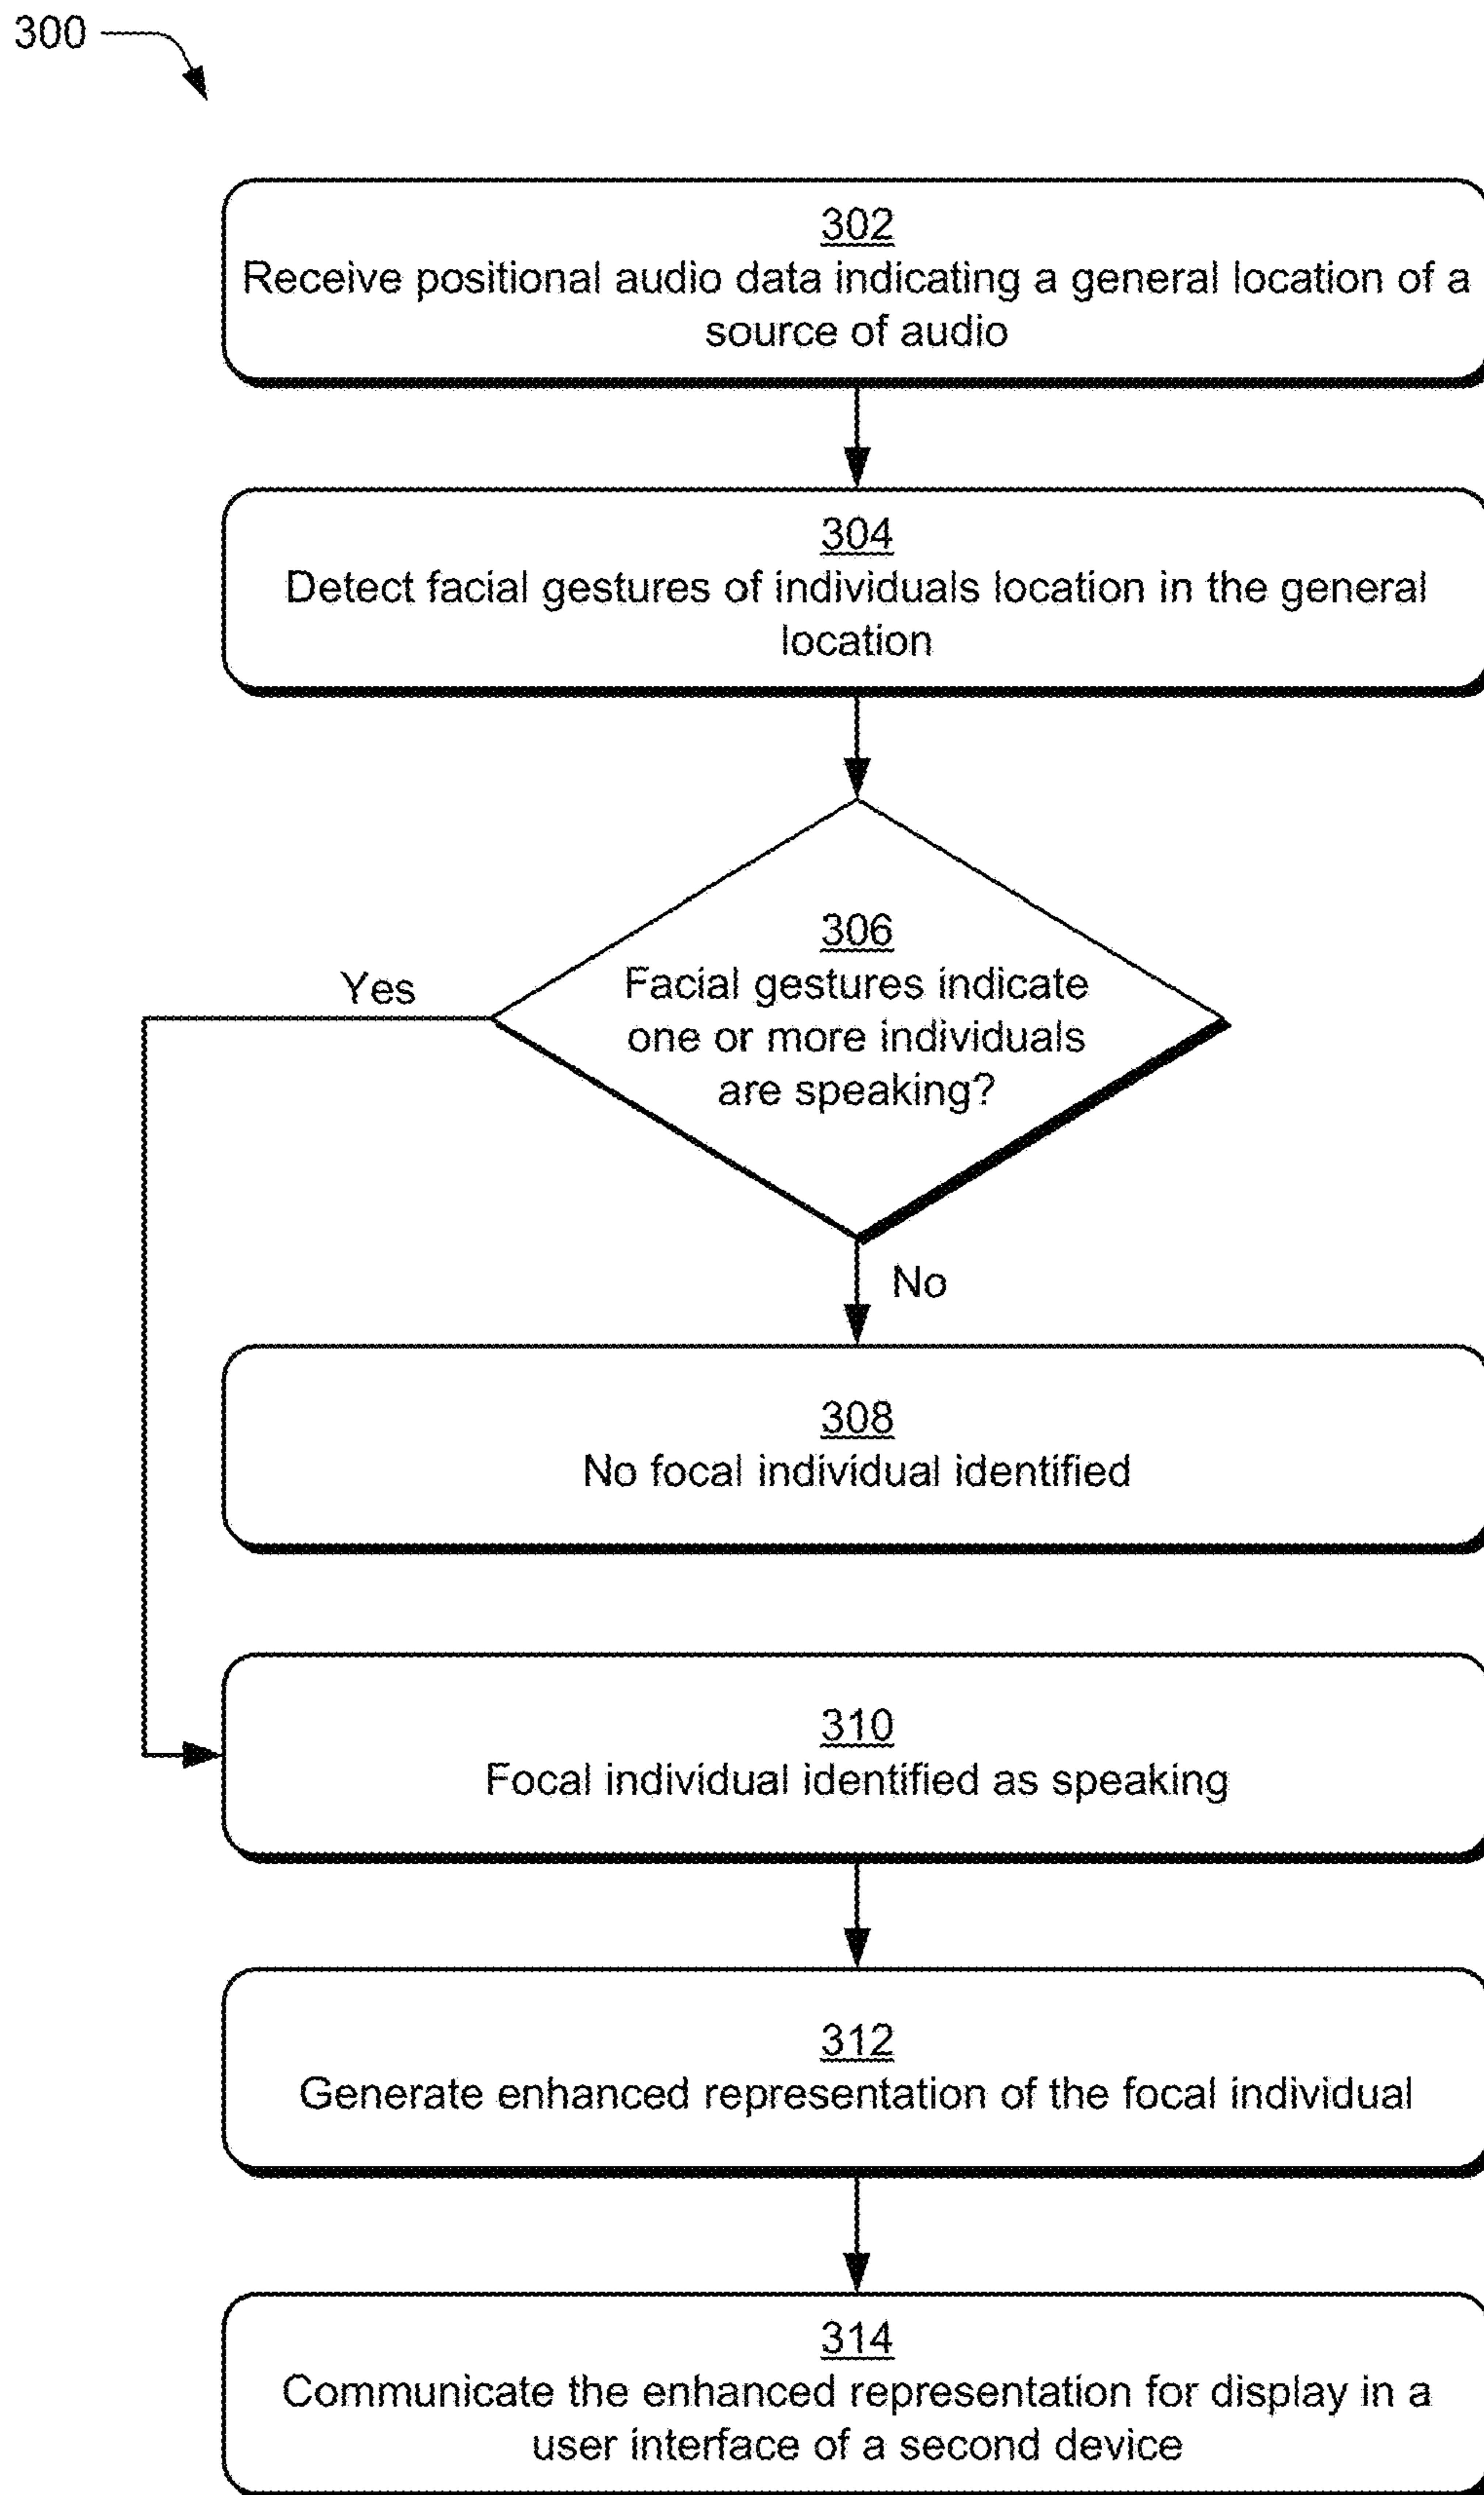 300
302
Receive positional audio data indicating a general location of a
source of audio
304
Detect facial gestures of individuals location in the general
location
306
Facial gestures indicate
one or more individuals
are speaking?
Yes
No
308
No focal individual identified
310
Focal individual identified as speaking
312
Generate enhanced representation of the focal individual
314
Communicate the enhanced representation for display in a
user interface of a second device